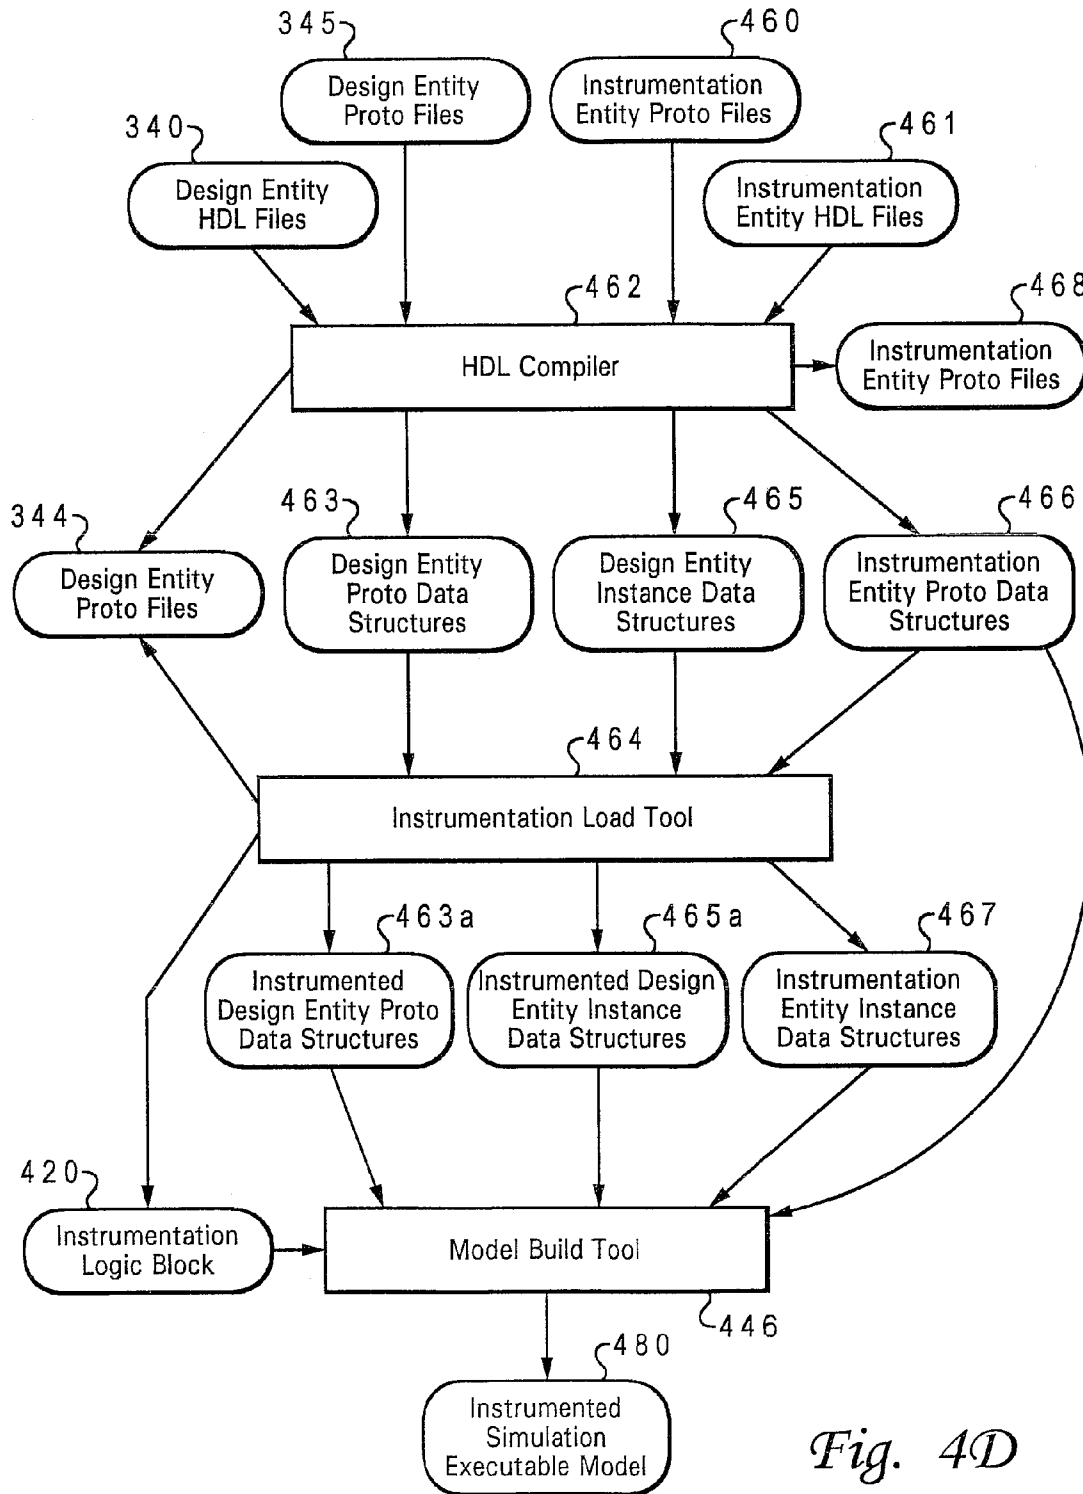 345
460
Design Entity
Proto Files
Instrumentation
Entity Proto Files
340
461
Design Entity
HDL Files
Instrumentation
Entity HDL Files
462
468
HDL Compiler
Instrumentation
Entity Proto Files
463
465
466
344
Design Entity
Proto Files
Design Entity
Proto Data
Structures
Design Entity
Instance Data
Structures
Instrumentation
Entity Proto Data
Structures
464
Instrumentation Load Tool
463a
465a
467
Instrumented
Design Entity Proto
Data Structures
Instrumented Design
Entity Instance
Data Structures
Instrumentation
Entity Instance
Data Structures
420
Instrumentation
Logic Block
Model Build Tool
446
480
Instrumented
Simulation
Executable Model
Fig. 4D